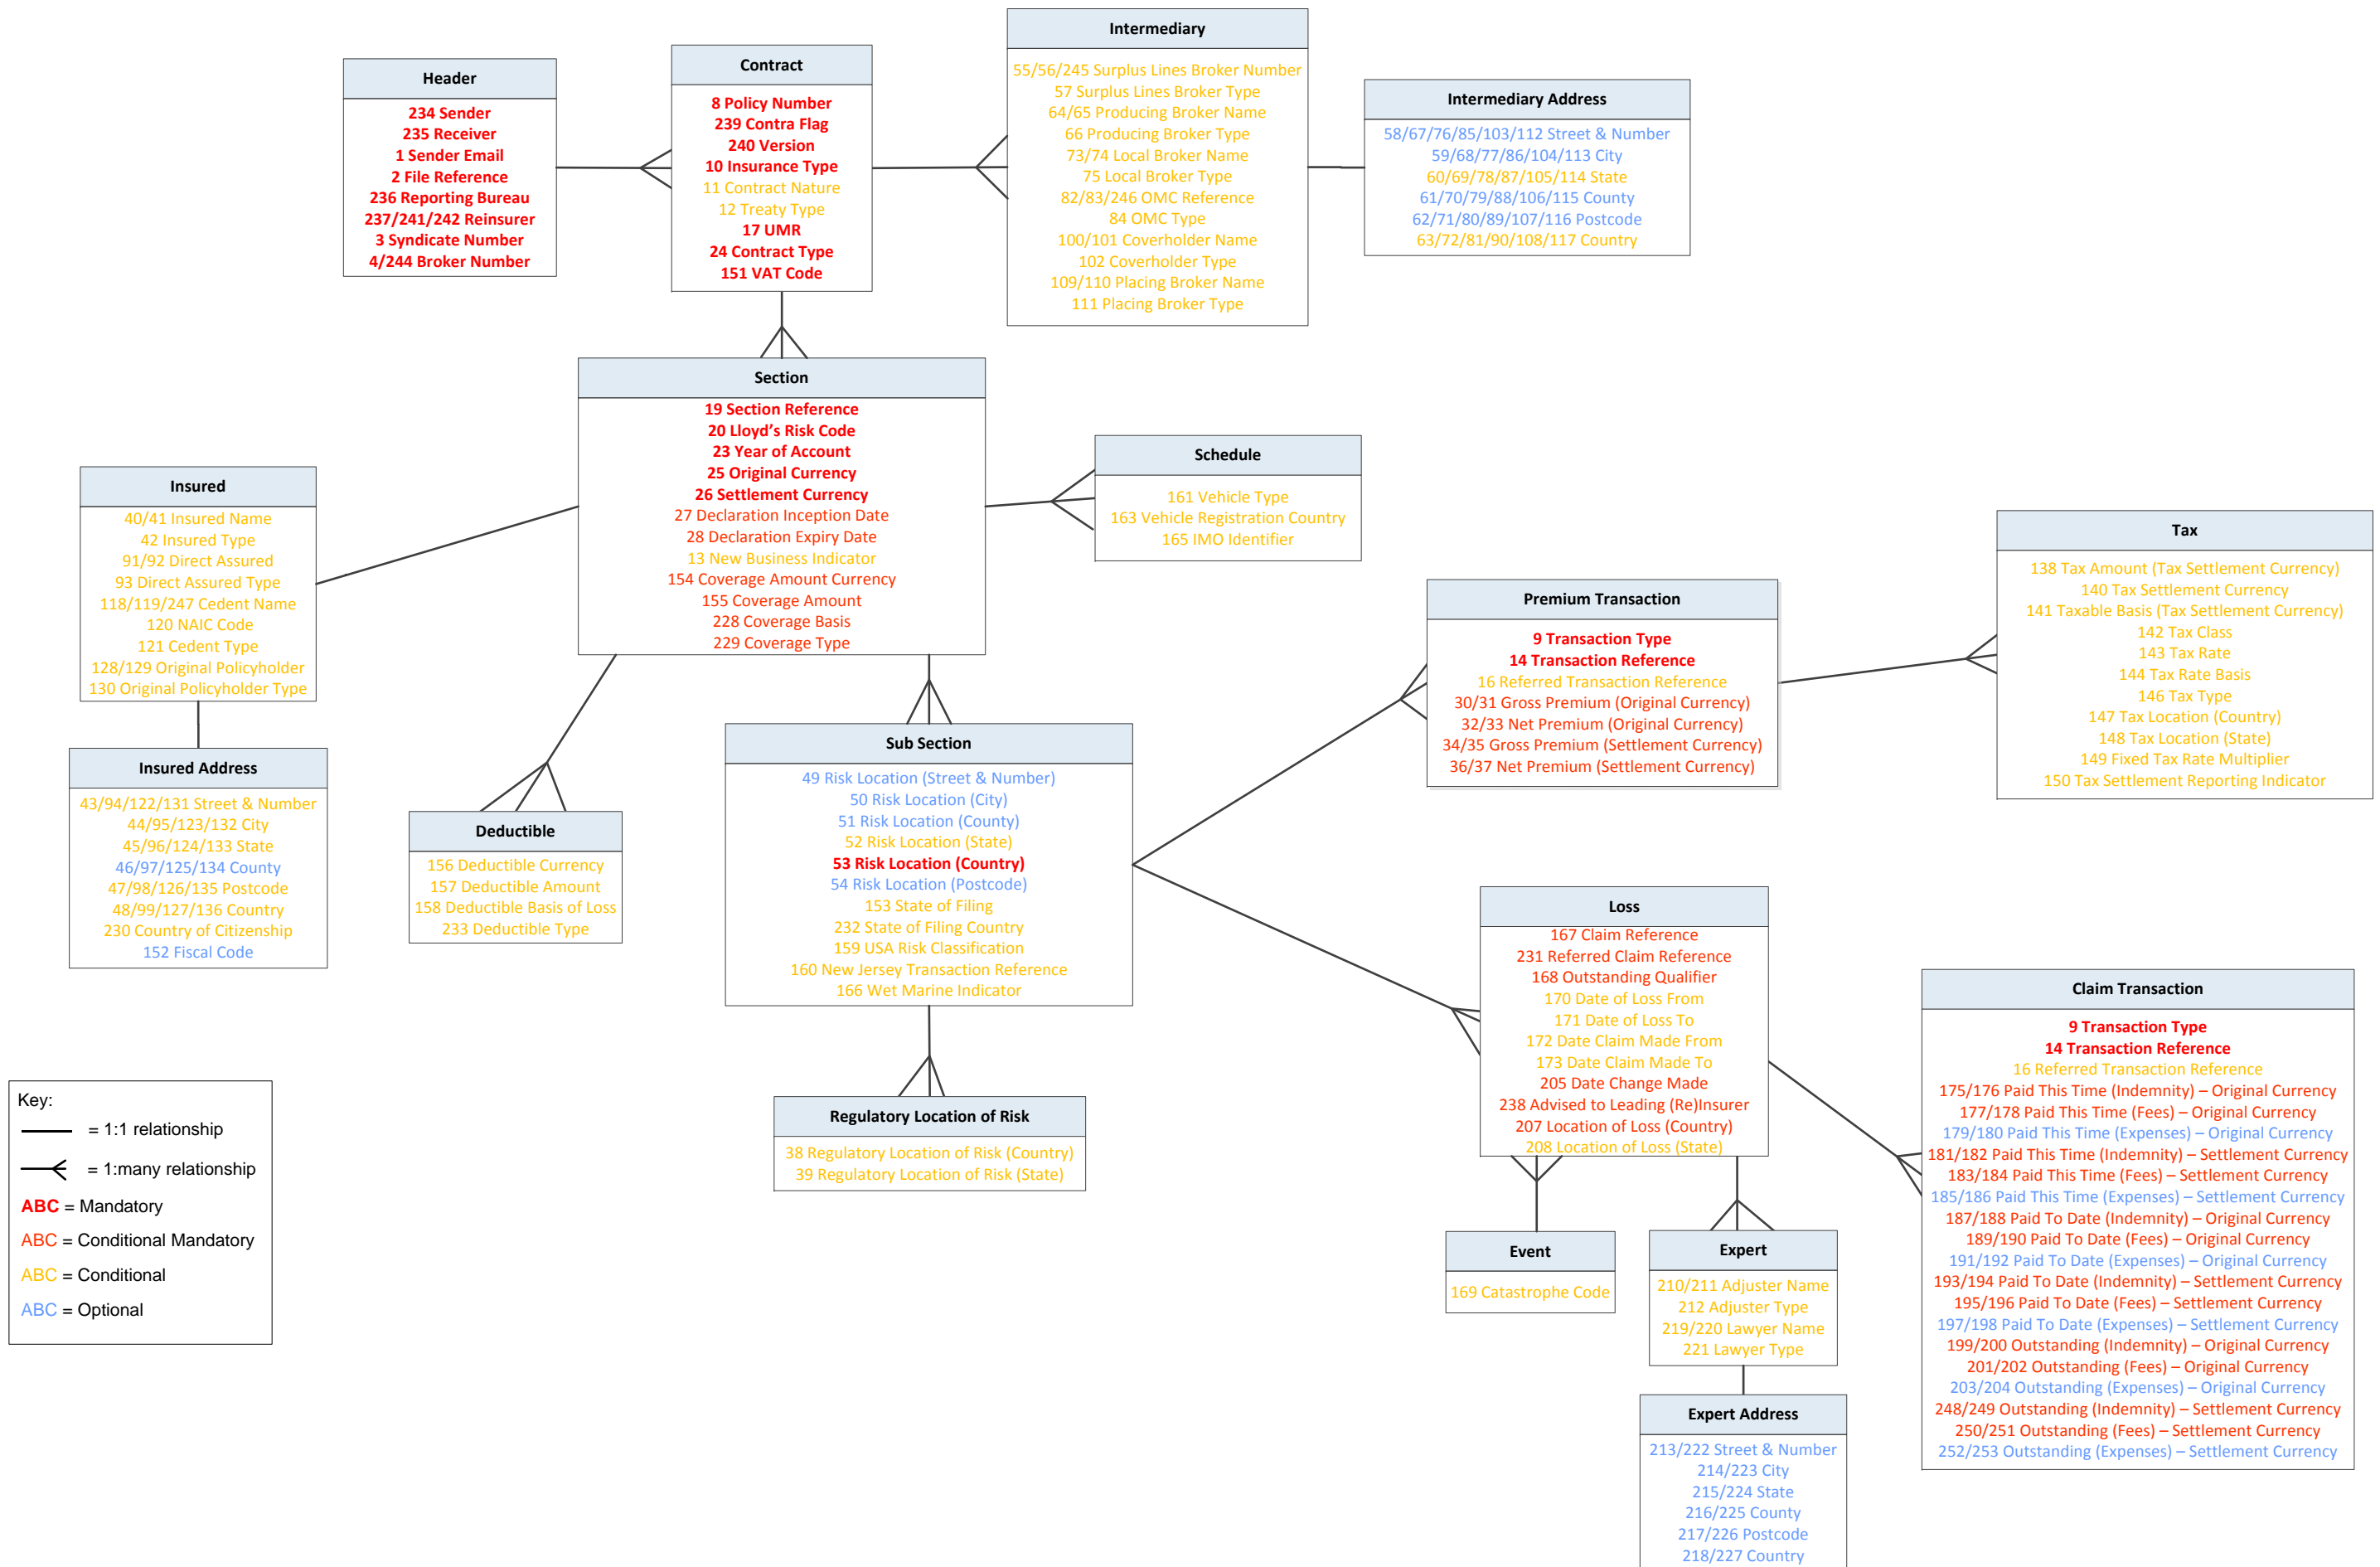 Header
234 Sender
235 Receiver
1 Sender Email
2 File Reference
236 Reporting Bureau
237/241/242 Reinsurer
3 Syndicate Number
4/244 Broker Number
Contract
8 Policy Number
239 Contra Flag
240 Version
10 Insurance Type
11 Contract Nature
12 Treaty Type
17 UMR
24 Contract Type
151 VAT Code
Intermediary
55/56/245 Surplus Lines Broker Number
57 Surplus Lines Broker Type
64/65 Producing Broker Name
66 Producing Broker Type
73/74 Local Broker Name
75 Local Broker Type
82/83/246 OMC Reference
84 OMC Type
100/101 Coverholder Name
102 Coverholder Type
109/110 Placing Broker Name
111 Placing Broker Type
Intermediary Address
58/67/76/85/103/112 Street & Number
59/68/77/86/104/113 City
60/69/78/87/105/114 State
61/70/79/88/106/115 County
62/71/80/89/107/116 Postcode
63/72/81/90/108/117 Country
Section
19 Section Reference
20 Lloyd's Risk Code
23 Year of Account
25 Original Currency
26 Settlement Currency
27 Declaration Inception Date
28 Declaration Expiry Date
13 New Business Indicator
154 Coverage Amount Currency
155 Coverage Amount
228 Coverage Basis
229 Coverage Type
Schedule
161 Vehicle Type
163 Vehicle Registration Country
165 IMO Identifier
Insured
40/41 Insured Name
42 Insured Type
91/92 Direct Assured
93 Direct Assured Type
118/119/247 Cedent Name
120 NAIC Code
121 Cedent Type
128/129 Original Policyholder
130 Original Policyholder Type
Insured Address
43/94/122/131 Street & Number
44/95/123/132 City
45/96/124/133 State
46/97/125/134 County
47/98/126/135 Postcode
48/99/127/136 Country
230 Country of Citizenship
152 Fiscal Code
Deductible
156 Deductible Currency
157 Deductible Amount
158 Deductible Basis of Loss
233 Deductible Type
Sub Section
49 Risk Location (Street & Number)
50 Risk Location (City)
51 Risk Location (County)
52 Risk Location (State)
53 Risk Location (Country)
54 Risk Location (Postcode)
153 State of Filing
232 State of Filing Country
159 USA Risk Classification
160 New Jersey Transaction Reference
166 Wet Marine Indicator
Premium Transaction
9 Transaction Type
14 Transaction Reference
16 Referred Transaction Reference
30/31 Gross Premium (Original Currency)
32/33 Net Premium (Original Currency)
34/35 Gross Premium (Settlement Currency)
36/37 Net Premium (Settlement Currency)
Tax
138 Tax Amount (Tax Settlement Currency)
140 Tax Settlement Currency
141 Taxable Basis (Tax Settlement Currency)
142 Tax Class
143 Tax Rate
144 Tax Rate Basis
146 Tax Type
147 Tax Location (Country)
148 Tax Location (State)
149 Fixed Tax Rate Multiplier
150 Tax Settlement Reporting Indicator
Regulatory Location of Risk
38 Regulatory Location of Risk (Country)
39 Regulatory Location of Risk (State)
Loss
167 Claim Reference
231 Referred Claim Reference
168 Outstanding Qualifier
170 Date of Loss From
171 Date of Loss To
172 Date Claim Made From
173 Date Claim Made To
205 Date Change Made
238 Advised to Leading (Re)Insurer
207 Location of Loss (Country)
208 Location of Loss (State)
Claim Transaction
9 Transaction Type
14 Transaction Reference
16 Referred Transaction Reference
175/176 Paid This Time (Indemnity) – Original Currency
177/178 Paid This Time (Fees) – Original Currency
179/180 Paid This Time (Expenses) – Original Currency
181/182 Paid This Time (Indemnity) – Settlement Currency
183/184 Paid This Time (Fees) – Settlement Currency
185/186 Paid This Time (Expenses) – Settlement Currency
187/188 Paid To Date (Indemnity) – Original Currency
189/190 Paid To Date (Fees) – Original Currency
191/192 Paid To Date (Expenses) – Original Currency
193/194 Paid To Date (Indemnity) – Settlement Currency
195/196 Paid To Date (Fees) – Settlement Currency
197/198 Paid To Date (Expenses) – Settlement Currency
199/200 Outstanding (Indemnity) – Original Currency
201/202 Outstanding (Fees) – Original Currency
203/204 Outstanding (Expenses) – Original Currency
248/249 Outstanding (Indemnity) – Settlement Currency
250/251 Outstanding (Fees) – Settlement Currency
252/253 Outstanding (Expenses) – Settlement Currency
Event
169 Catastrophe Code
Expert
210/211 Adjuster Name
212 Adjuster Type
219/220 Lawyer Name
221 Lawyer Type
Expert Address
213/222 Street & Number
214/223 City
215/224 State
216/225 County
217/226 Postcode
218/227 Country
Key:
= 1:1 relationship
= 1:many relationship
ABC = Mandatory
ABC = Conditional Mandatory
ABC = Conditional
ABC = Optional